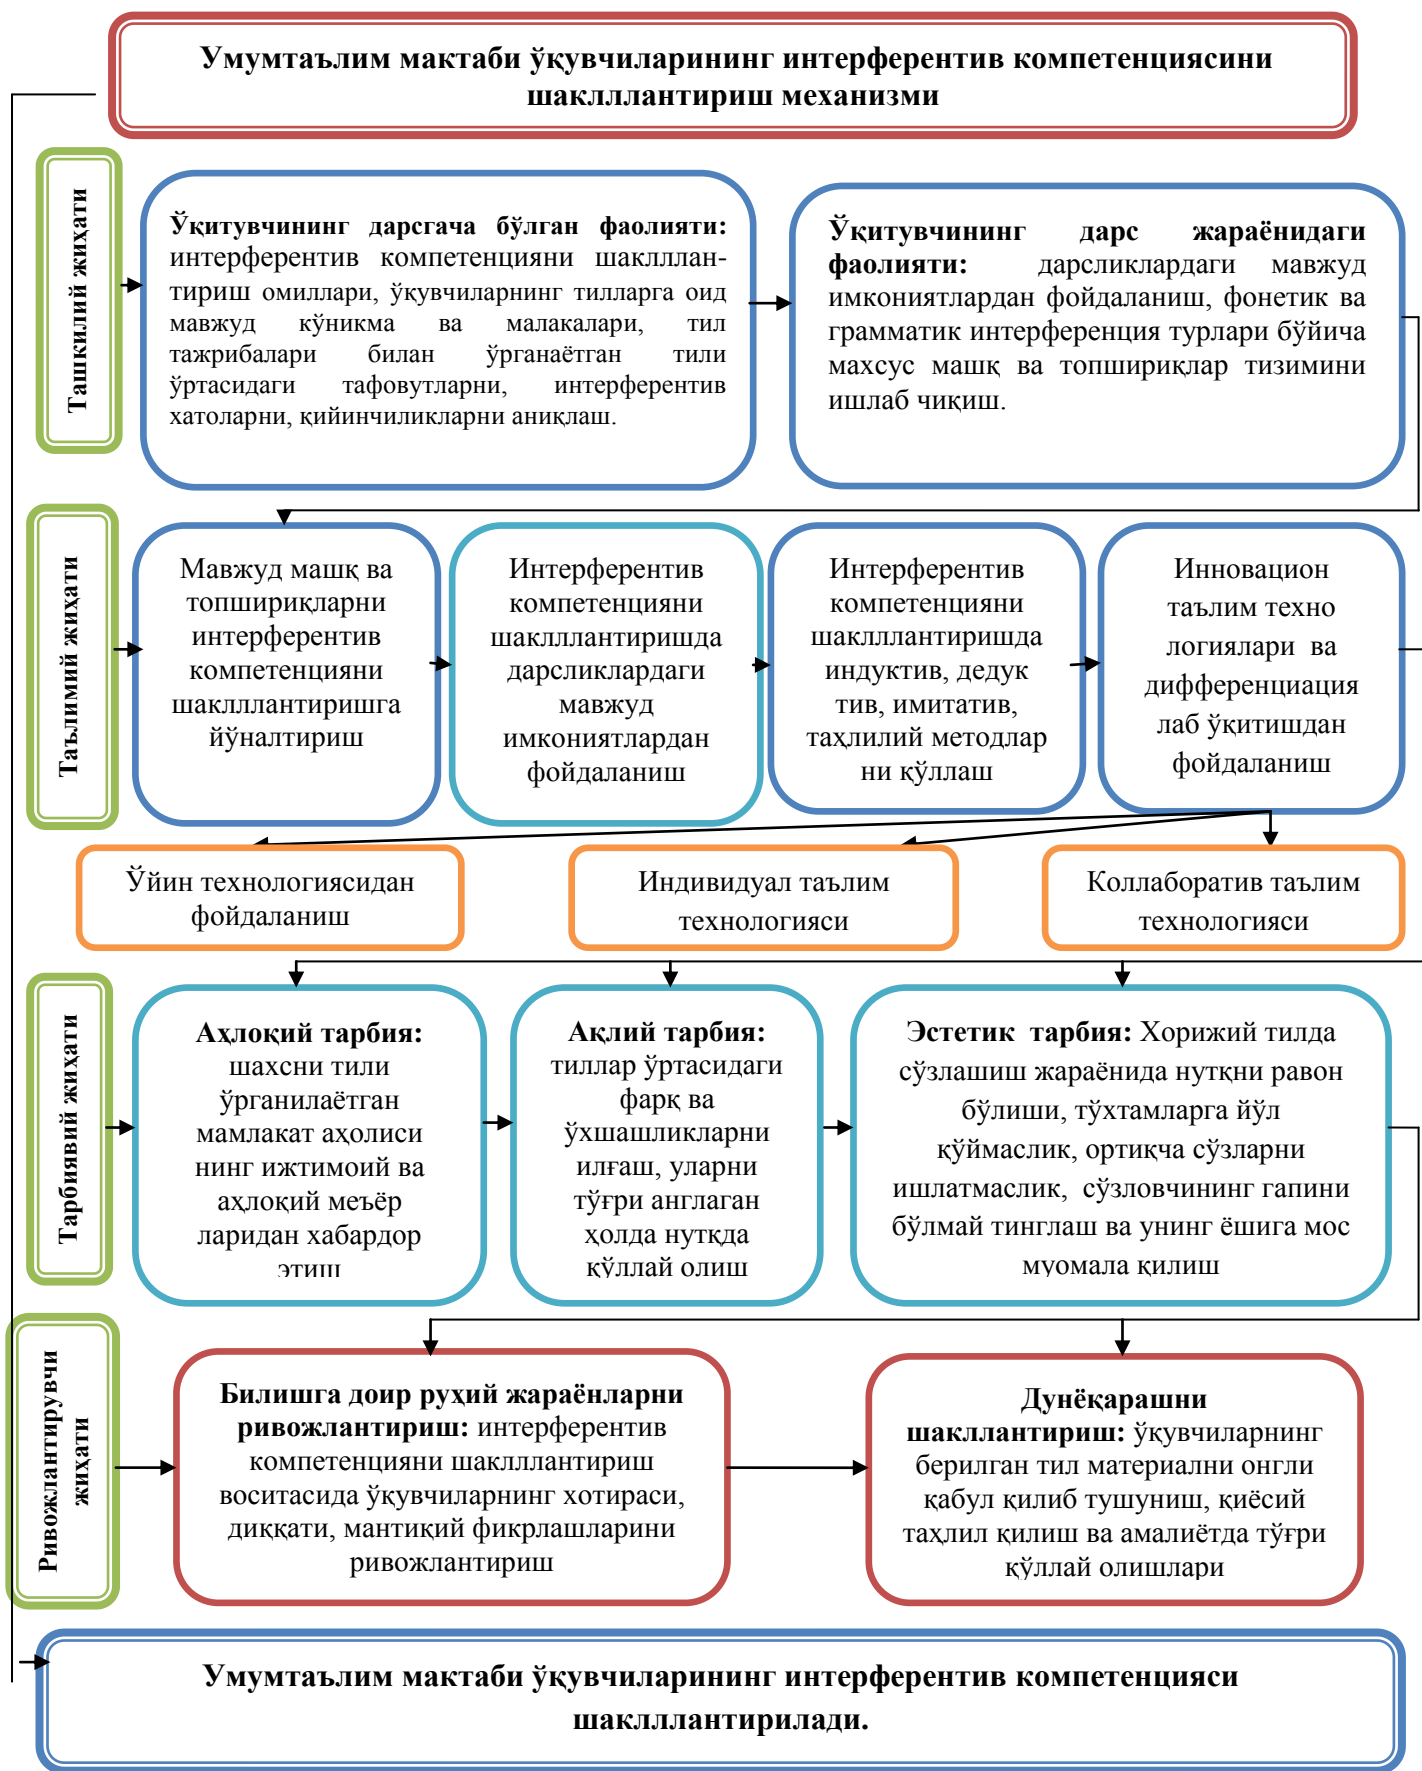 Умумтаълим мактаби ўқувчиларининг интерферентив компетенциясини
шаклллантириш механизми
Ташкилий жиҳати
Ўқитувчининг дарсгача бўлган фаолияти:
интерферентив компетенцияни шаклллан-
тириш омиллари, ўқувчиларнинг тилларга оид
мавжуд кўникма ва малакалари, тил
тажрибалари билан ўрганаётган тили
ўртасидаги тафовутларни, интерферентив
хатоларни, қийинчиликларни аниқлаш.
Ўқитувчининг дарс жараёнидаги
фаолияти: дарсликлардаги мавжуд
имкониятлардан фойдаланиш, фонетик ва
грамматик интерференция турлари бўйича
махсус машқ ва топшириқлар тизимини
ишлаб чиқиш.
Таълимий жиҳати
Мавжуд машқ ва
топшириқларни
интерферентив
компетенцияни
шаклллантиришга
йўналтириш
Интерферентив
компетенцияни
шаклллантиришда
дарсликлардаги
мавжуд
имкониятлардан
фойдаланиш
Интерферентив
компетенцияни
шаклллантиришда
индуктив, дедук
тив, имитатив,
таҳлилий методлар
ни қўллаш
Инновацион
таълим техно
логиялари ва
дифференциация
лаб ўқитишдан
фойдаланиш
Ўйин технологиясидан
фойдаланиш
Индивидуал таълим
технологияси
Коллаборатив таълим
технологияси
Тарбиявий жиҳати
Аҳлоқий тарбия:
шахсни тили
ўрганилаётган
мамлакат аҳолиси
нинг ижтимоий ва
аҳлоқий меъёр
ларидан хабардор
этиш
Ақлий тарбия:
тиллар ўртасидаги
фарқ ва
ўхшашликларни
илғаш, уларни
тўғри англаган
ҳолда нутқда
қўллай олиш
Эстетик тарбия: Хорижий тилда
сўзлашиш жараёнида нутқни равон
бўлиши, тўхтамларга йўл
қўймаслик, ортиқча сўзларни
ишлатмаслик, сўзловчининг гапини
бўлмай тинглаш ва унинг ёшига мос
муомала қилиш
Ривожлантирувчи
жиҳати
Билишга доир руҳий жараёнларни
ривожлантириш: интерферентив
компетенцияни шаклллантириш
воситасида ўқувчиларнинг хотираси,
диққати, мантиқий фикрлашларини
ривожлантириш
Дунёқарашни
шакллантириш: ўқувчиларнинг
берилган тил материални онгли
қабул қилиб тушуниш, қиёсий
таҳлил қилиш ва амалиётда тўғри
қўллай олишлари
Умумтаълим мактаби ўқувчиларининг интерферентив компетенцияси
шаклллантирилади.